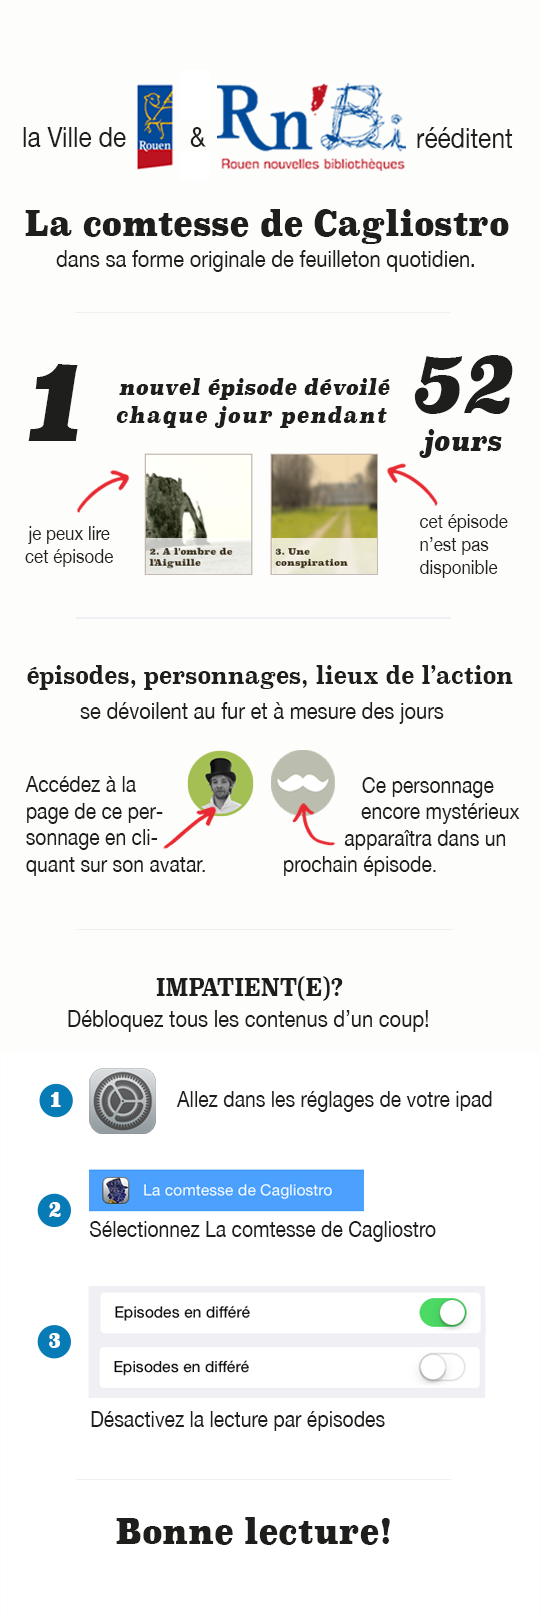 la Ville de Rouen & Rn'Bi rééditent
Rouen nouvelles bibliothèques
La comtesse de Cagliostro
dans sa forme originale de feuilleton quotidien.
1 nouvel épisode dévoilé
chaque jour pendant
52
jours
je peux lire
cet épisode
2. A l'ombre de
l'Aiguille
3. Une
conspiration
cet épisode
n'est pas
disponible
épisodes, personnages, lieux de l'action
se dévoilent au fur et à mesure des jours
Accédez à la
page de ce per-
sonnage en cli-
quant sur son avatar.
Ce personnage
encore mystérieux
apparaîtra dans un
prochain épisode.
IMPATIENT(E)?
Débloquez tous les contenus d'un coup!
1 Allez dans les réglages de votre ipad
2 La comtesse de Cagliostro
Sélectionnez La comtesse de Cagliostro
3 Episodes en différé
Episodes en différé
Désactivez la lecture par épisodes
Bonne lecture!